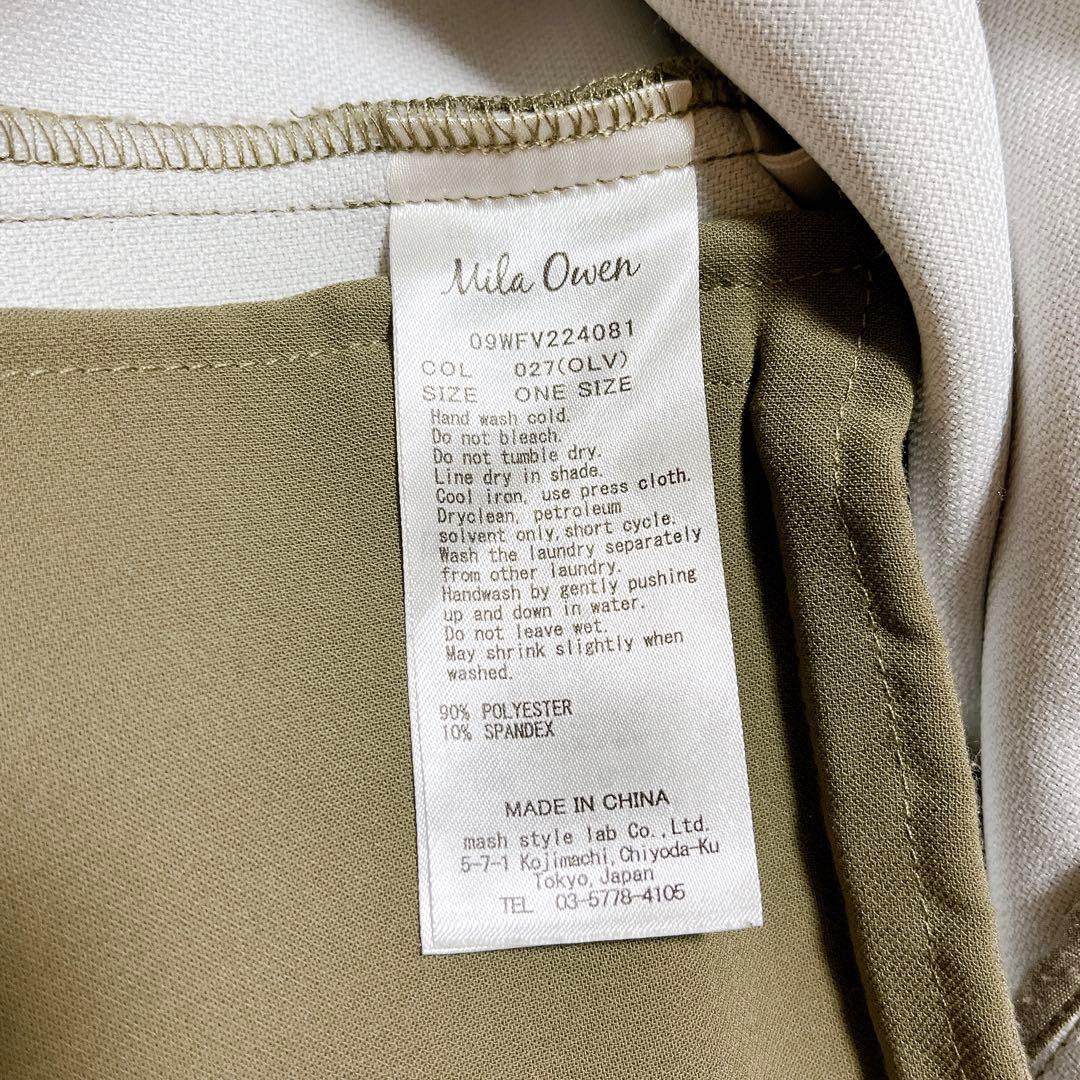 Mila Owen
09WFV224081
COL 027(OLV)
SIZE ONE SIZE
Hand wash cold.
Do not bleach.
Do not tumble dry.
Line dry in shade.
Cool iron, use press cloth.
Dryclean, petroleum
solvent only, short cycle.
Wash the laundry separately
from other laundry.
Handwash by gently pushing
up and down in water.
Do not leave wet.
May shrink slightly when
washed.
90% POLYESTER
10% SPANDEX
MADE IN CHINA
mash style lab Co.,Ltd.
5-7-1 Kojimachi, Chiyoda-Ku
Tokyo, Japan
TEL 03-5778-4105